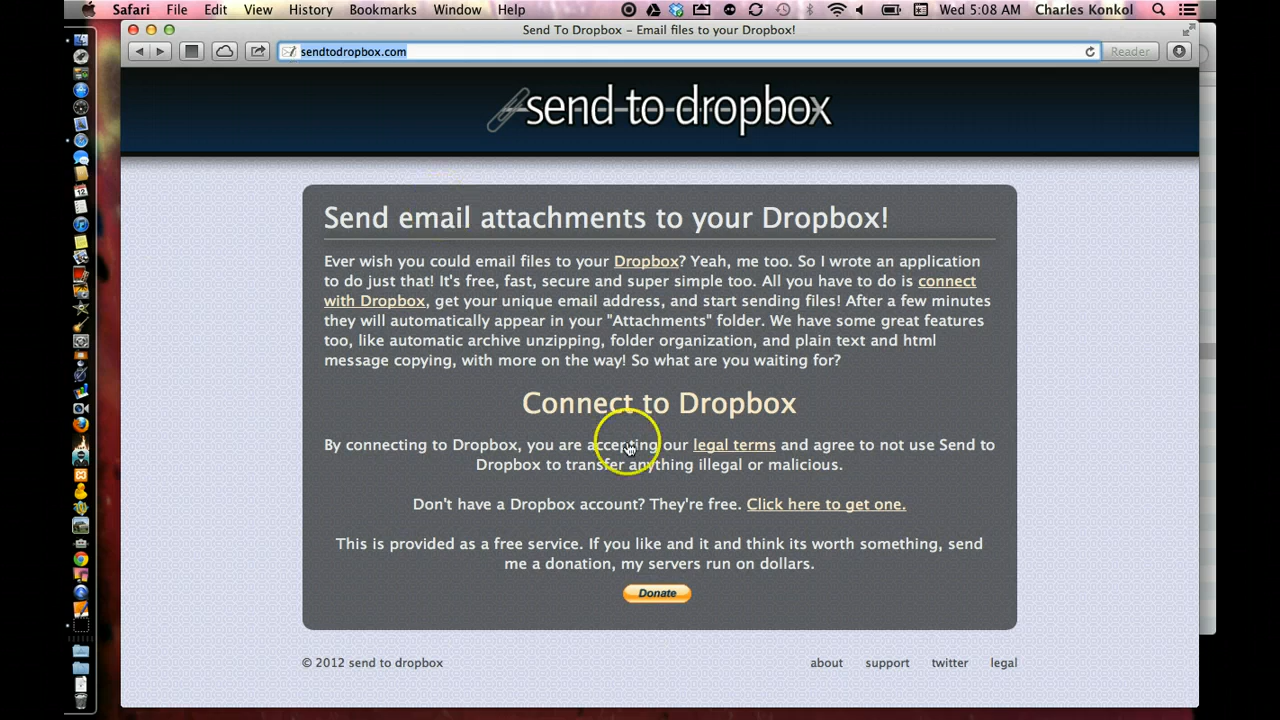 Safari File Edit View History Bookmarks Window Help Wed 5:08 AM Charles Konkol
Send To Dropbox – Email files to your Dropbox!
sendtodropbox.com Reader
send-to-dropbox
Send email attachments to your Dropbox!
Ever wish you could email files to your Dropbox? Yeah, me too. So I wrote an application
to do just that! It's free, fast, secure and super simple too. All you have to do is connect
with Dropbox, get your unique email address, and start sending files! After a few minutes
they will automatically appear in your "Attachments" folder. We have some great features
too, like automatic archive unzipping, folder organization, and plain text and html
message copying, with more on the way! So what are you waiting for?
Connect to Dropbox
By connecting to Dropbox, you are accepting our legal terms and agree to not use Send to
Dropbox to transfer anything illegal or malicious.
Don't have a Dropbox account? They're free. Click here to get one.
This is provided as a free service. If you like and it and think its worth something, send
me a donation, my servers run on dollars.
Donate
© 2012 send to dropbox about support twitter legal